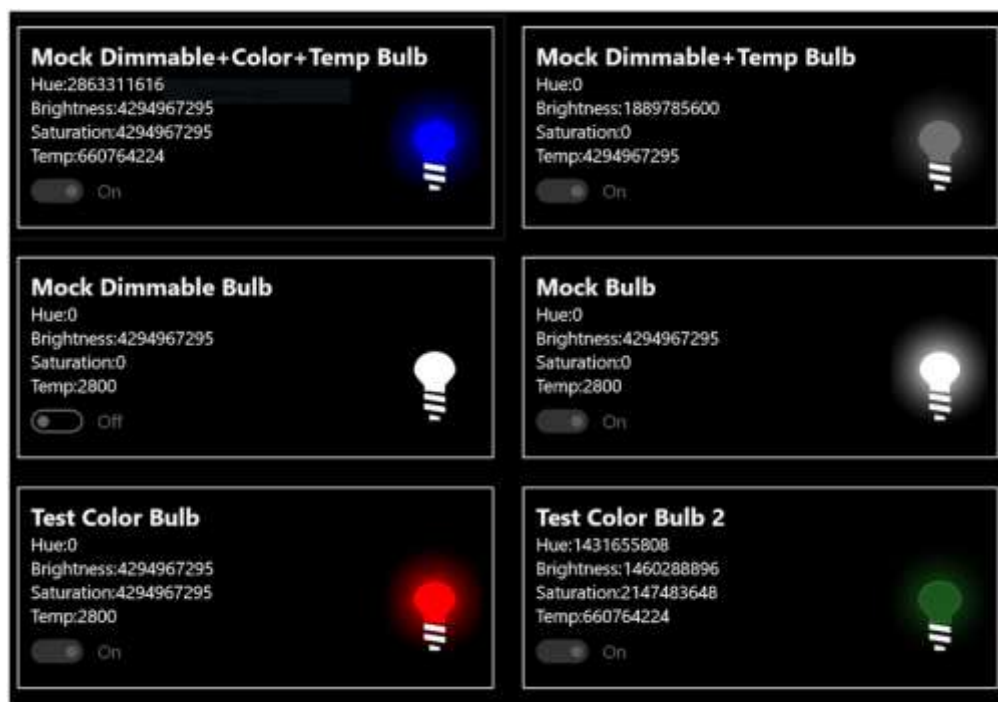 Mock Dimmable+Color+Temp Bulb
Hue:2863311616
Brightness:4294967295
Saturation:4294967295
Temp:660764224
On
Mock Dimmable+Temp Bulb
Hue:0
Brightness:1889785600
Saturation:0
Temp:4294967295
On
Mock Dimmable Bulb
Hue:0
Brightness:4294967295
Saturation:0
Temp:2800
Off
Mock Bulb
Hue:0
Brightness:4294967295
Saturation:0
Temp:2800
On
Test Color Bulb
Hue:0
Brightness:4294967295
Saturation:4294967295
Temp:2800
On
Test Color Bulb 2
Hue:1431655808
Brightness:1460288896
Saturation:2147483648
Temp:660764224
On